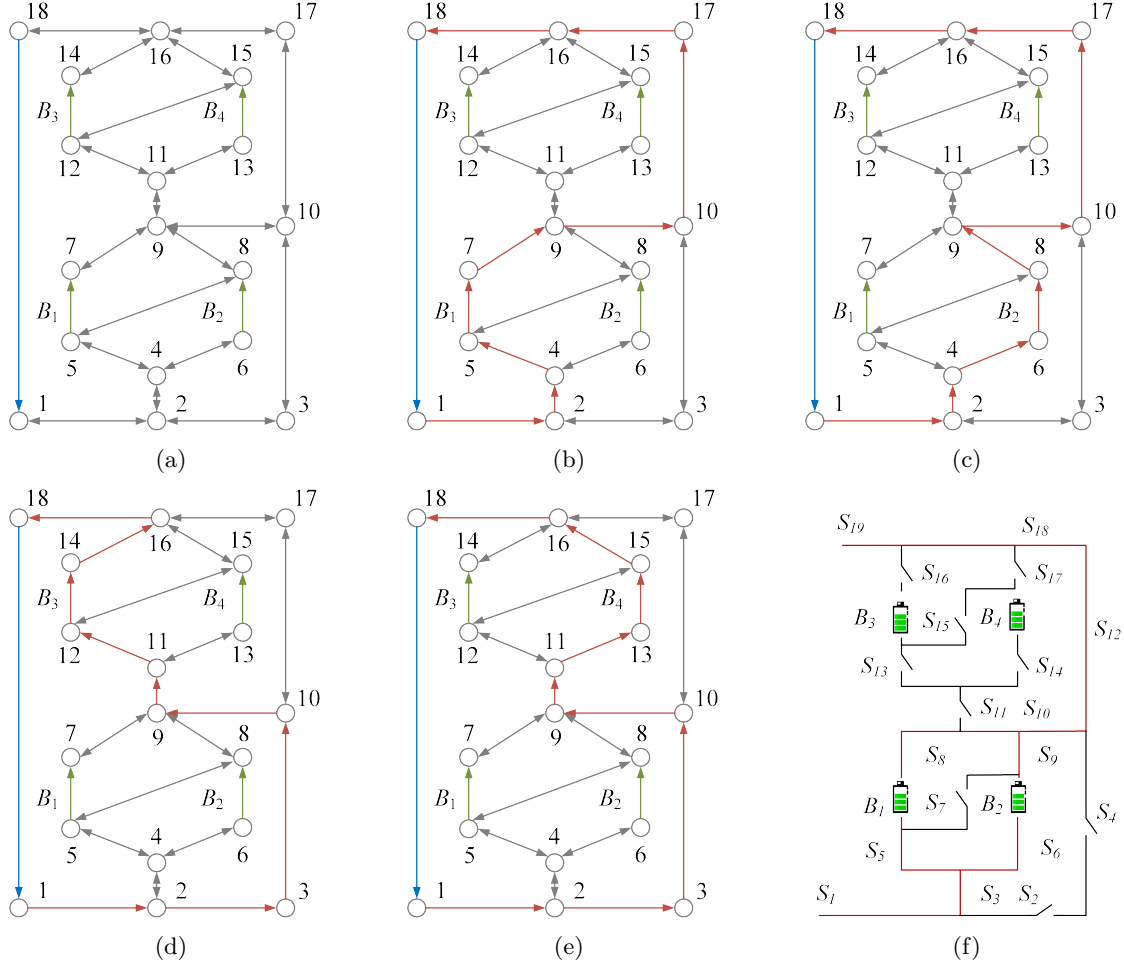 18 17
14 16 15
B3 B4
12 11 13
10
7 9 8
B1 B2
5 4 6
1 2 3
(a)
18 17
14 16 15
B3 B4
12 11 13
10
7 9 8
B1 B2
5 4 6
1 2 3
(b)
18 17
14 16 15
B3 B4
12 11 13
10
7 9 8
B1 B2
5 4 6
1 2 3
(c)
18 17
14 16 15
B3 B4
12 11 13
10
7 9 8
B1 B2
5 4 6
1 2 3
(d)
18 17
14 16 15
B3 B4
12 11 13
10
7 9 8
B1 B2
5 4 6
1 2 3
(e)
S19 S18
S16 S17
B3 S15 B4 S12
S13 S14
S11 S10
S8 S9
B1 S7 B2 S4
S5 S6
S1 S3 S2
(f)